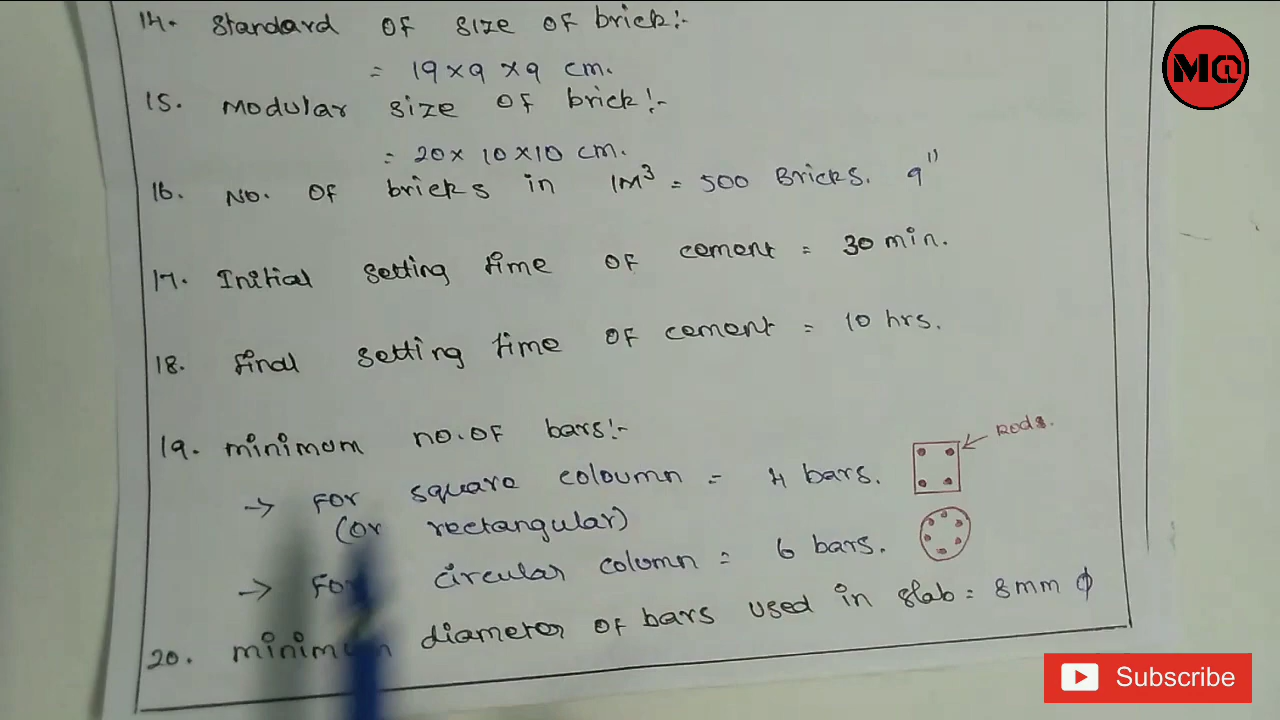 14. Standard OF size OF brick:-
= 19×9×9 cm.
15. Modular size OF brick:-
= 20×10×10 cm.
16. No. OF bricks in 1M³ = 500 Bricks. 9"
17. Initial setting time OF cement = 30 min.
18. final setting time OF cement = 10 hrs.
19. minimum no.OF bars:-
→ For square coloumn = 4 bars.
(or rectangular)
→ For circular column = 6 bars.
20. minimum diameter OF bars used in slab = 8mm ϕ
Rods.
M@
Subscribe